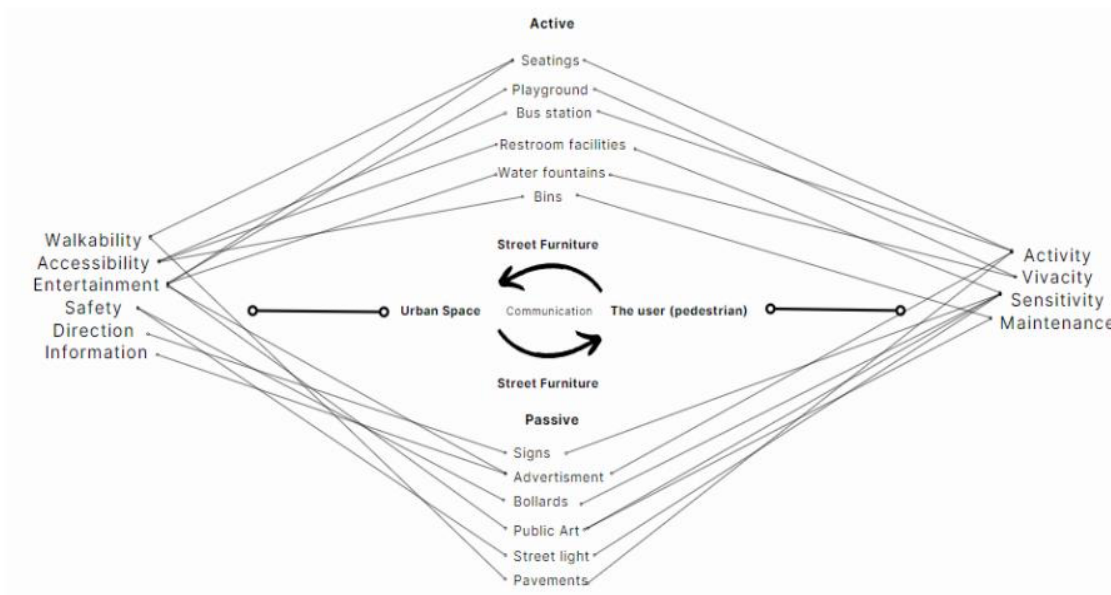 Active
Seatings
Playground
Bus station
Restroom facilities
Water fountains
Bins
Walkability
Accessibility
Entertainment
Safety
Direction
Information
Street Furniture
Urban Space
Communication
The user (pedestrian)
Street Furniture
Activity
Vivacity
Sensitivity
Maintenance
Passive
Signs
Advertisment
Bollards
Public Art
Street light
Pavements